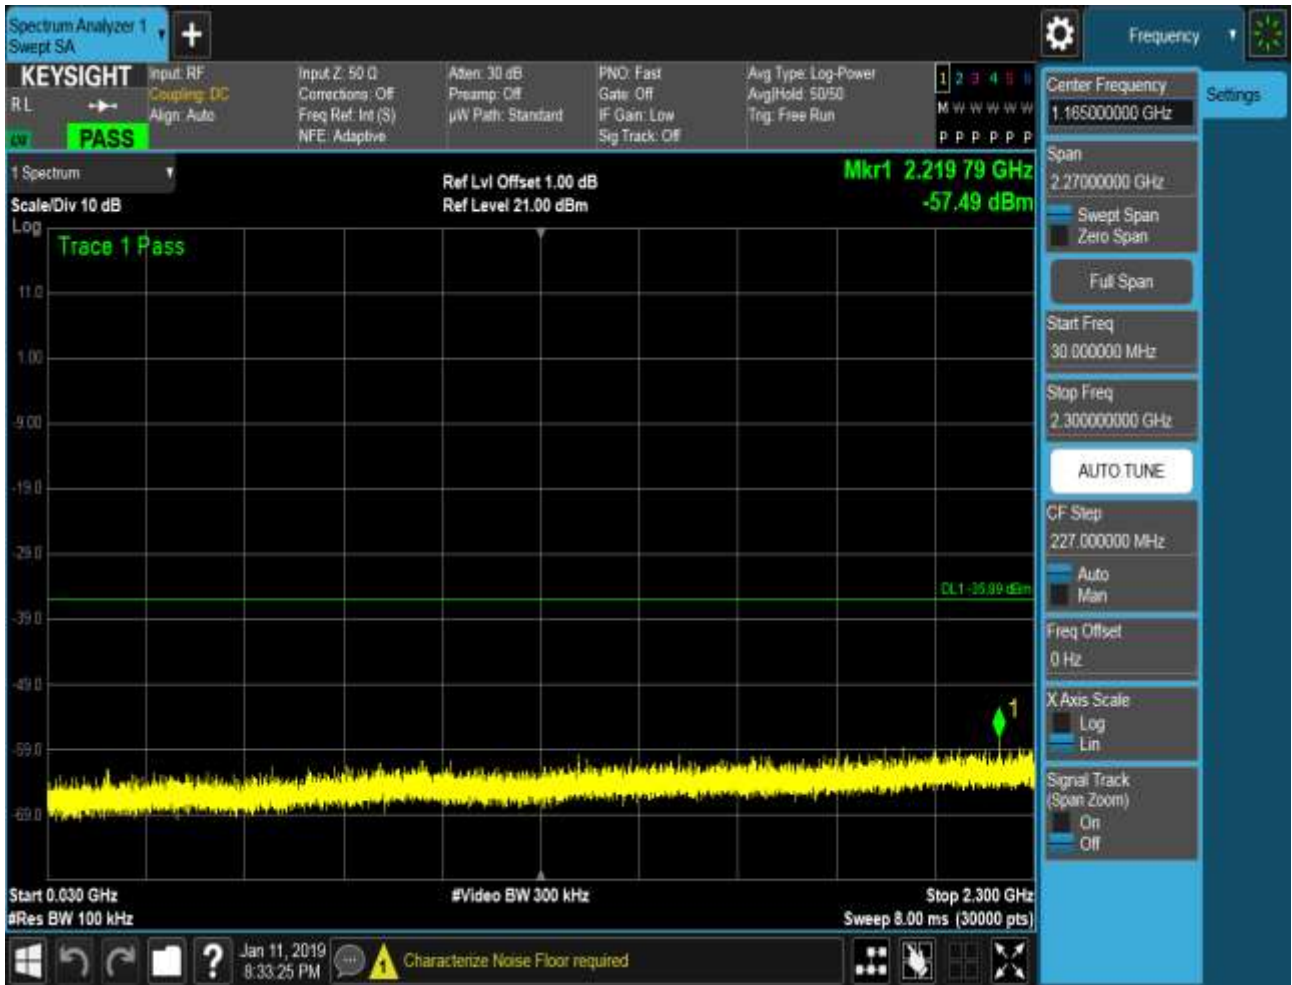 Spectrum Analyzer 1
Swept SA
Frequency
KEYSIGHT
R L
PASS
Input: RF
Coupling: DC
Align: Auto
Input Z: 50 Ω
Corrections: Off
Freq Ref: Int (S)
NFE: Adaptive
Atten: 30 dB
Preamp: Off
µW Path: Standard
PNO: Fast
Gate: Off
IF Gain: Low
Sig Track: Off
Avg Type: Log-Power
Avg|Hold: 50/50
Trig: Free Run
1 2 3 4 5 6
M W W W W W
P P P P P P
1 Spectrum
Scale/Div 10 dB
Ref Lvl Offset 1.00 dB
Ref Level 21.00 dBm
Mkr1 2.219 79 GHz
-57.49 dBm
Log
Trace 1 Pass
11.0
1.00
-9.00
-19.0
-29.0
DL1 -35.99 dBm
-39.0
-49.0
1
-59.0
-69.0
Start 0.030 GHz
#Video BW 300 kHz
Stop 2.300 GHz
#Res BW 100 kHz
Sweep 8.00 ms (30000 pts)
Center Frequency
1.165000000 GHz
Settings
Span
2.27000000 GHz
Swept Span
Zero Span
Full Span
Start Freq
30.000000 MHz
Stop Freq
2.300000000 GHz
AUTO TUNE
CF Step
227.000000 MHz
Auto
Man
Freq Offset
0 Hz
X Axis Scale
Log
Lin
Signal Track
(Span Zoom)
On
Off
?
Jan 11, 2019
8:33:25 PM
1
Characterize Noise Floor required